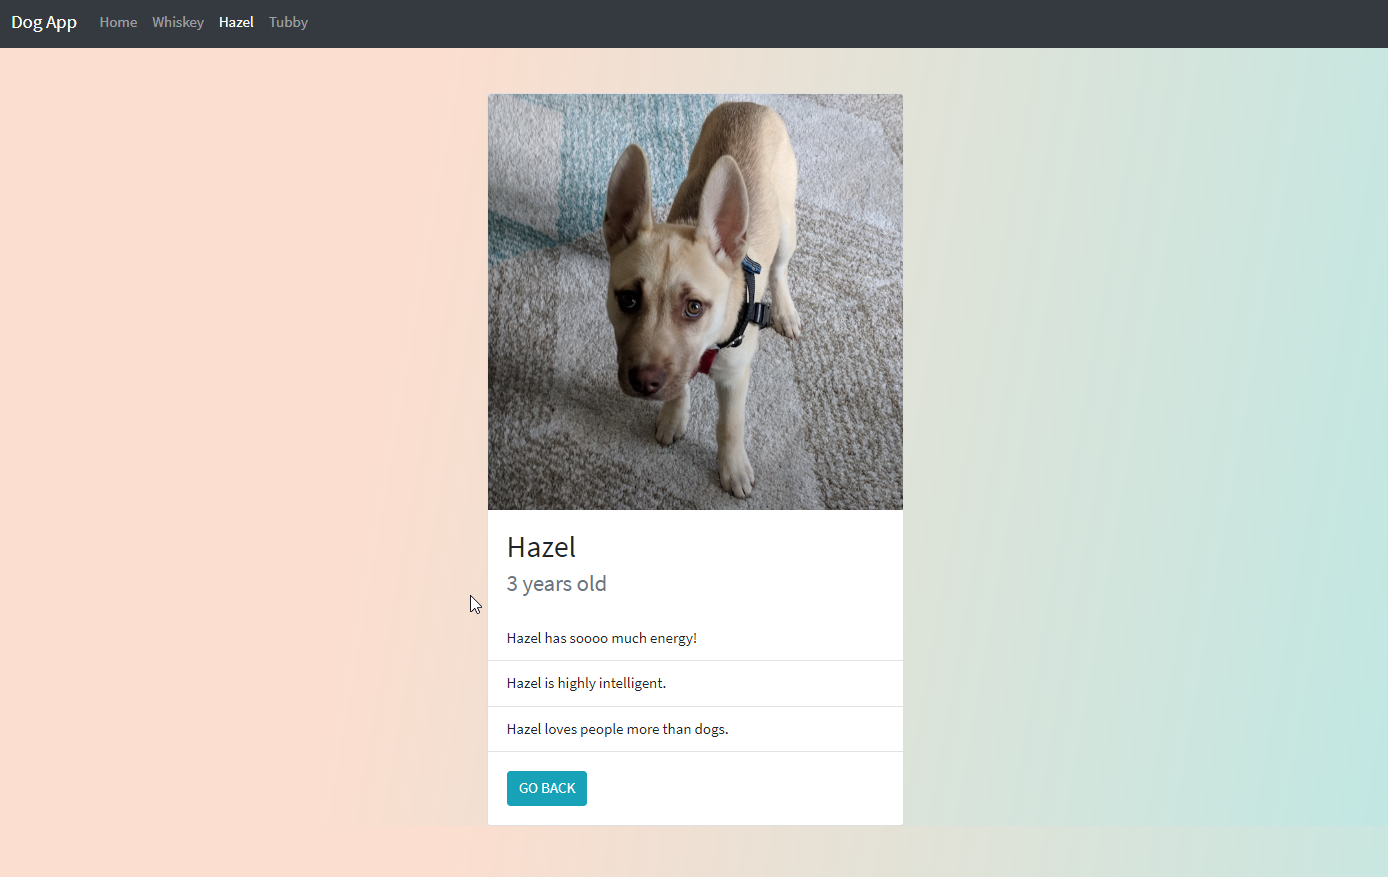 Dog App Home Whiskey Hazel Tubby
Hazel
3 years old
Hazel has soooo much energy!
Hazel is highly intelligent.
Hazel loves people more than dogs.
GO BACK